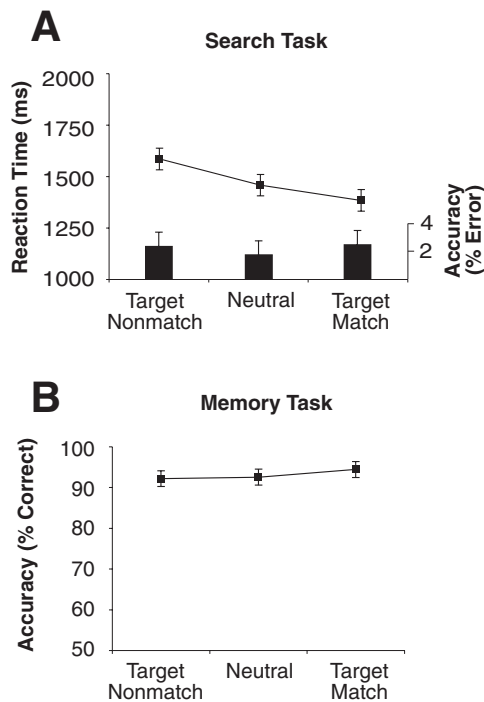 A
Search Task
Reaction Time (ms)
2000
1750
1500
1250
1000
4
2
Accuracy
(% Error)
Target
Nonmatch
Neutral
Target
Match
B
Memory Task
Accuracy (% Correct)
100
90
80
70
60
50
Target
Nonmatch
Neutral
Target
Match